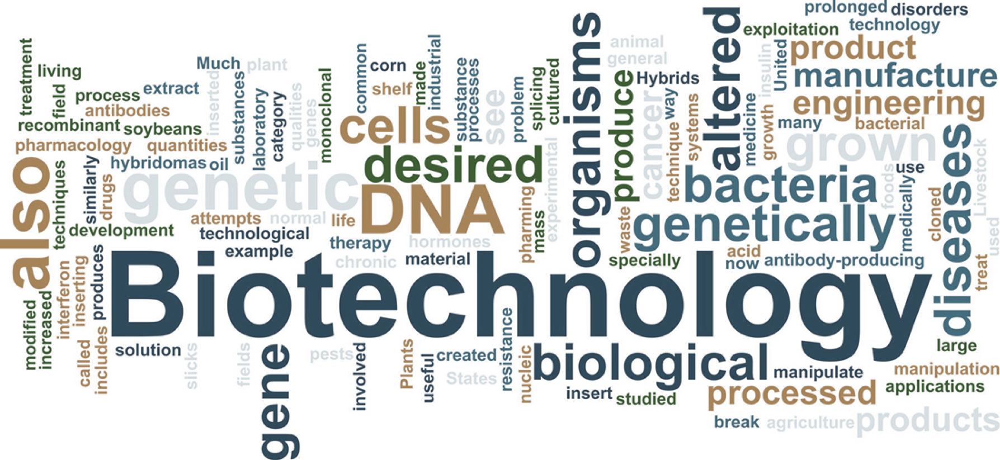 prolonged
disorders
exploitation
technology
product
United
insulin
manufacture
engineering
many
bacterial
grown
altered
animal
general
Hybrids
organisms
produce
cancer
way
technique
systems
medicine
growth
treatment
living
field
process
extract
antibodies
recombinant
soybeans
pharmacology
quantities
hybridomas
oil
Much
plant
inserted
substances
laboratory
category
qualities
genes
monoclonal
common
corn
shelf
made
industrial
substance
processes
see
problem
splicing
cultured
cells
desired
DNA
genetic
also
techniques
similarly
drugs
development
attempts
normal
life
technological
example
therapy
hormones
chronic
material
pharming
mass
experimental
bacteria
genetically
waste
specially
acid
now
antibody-producing
use
foods
medically
cloned
diseases
Livestock
used
treat
Biotechnology
interferon
inserting
produces
modified
increased
called
includes
solution
slicks
fields
gene
pests
involved
Plants
useful
created
States
resistance
nucleic
biological
insert
studied
manipulate
processed
large
manipulation
applications
break
agriculture
products